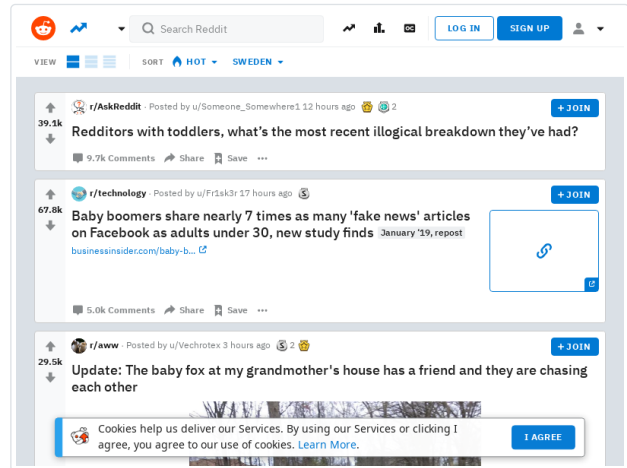 Search Reddit
LOG IN
SIGN UP
VIEW
SORT
HOT
SWEDEN
39.1k
r/AskReddit · Posted by u/Someone_Somewhere1 12 hours ago
2
+ JOIN
Redditors with toddlers, what’s the most recent illogical breakdown they’ve had?
9.7k Comments
Share
Save
67.8k
r/technology · Posted by u/Fr1sk3r 17 hours ago
S
+ JOIN
Baby boomers share nearly 7 times as many 'fake news' articles
on Facebook as adults under 30, new study finds January ’19, repost
businessinsider.com/baby-b...
5.0k Comments
Share
Save
29.5k
r/aww · Posted by u/Vechrotex 3 hours ago
S 2
+ JOIN
Update: The baby fox at my grandmother's house has a friend and they are chasing
each other
Cookies help us deliver our Services. By using our Services or clicking I
agree, you agree to our use of cookies. Learn More.
I AGREE